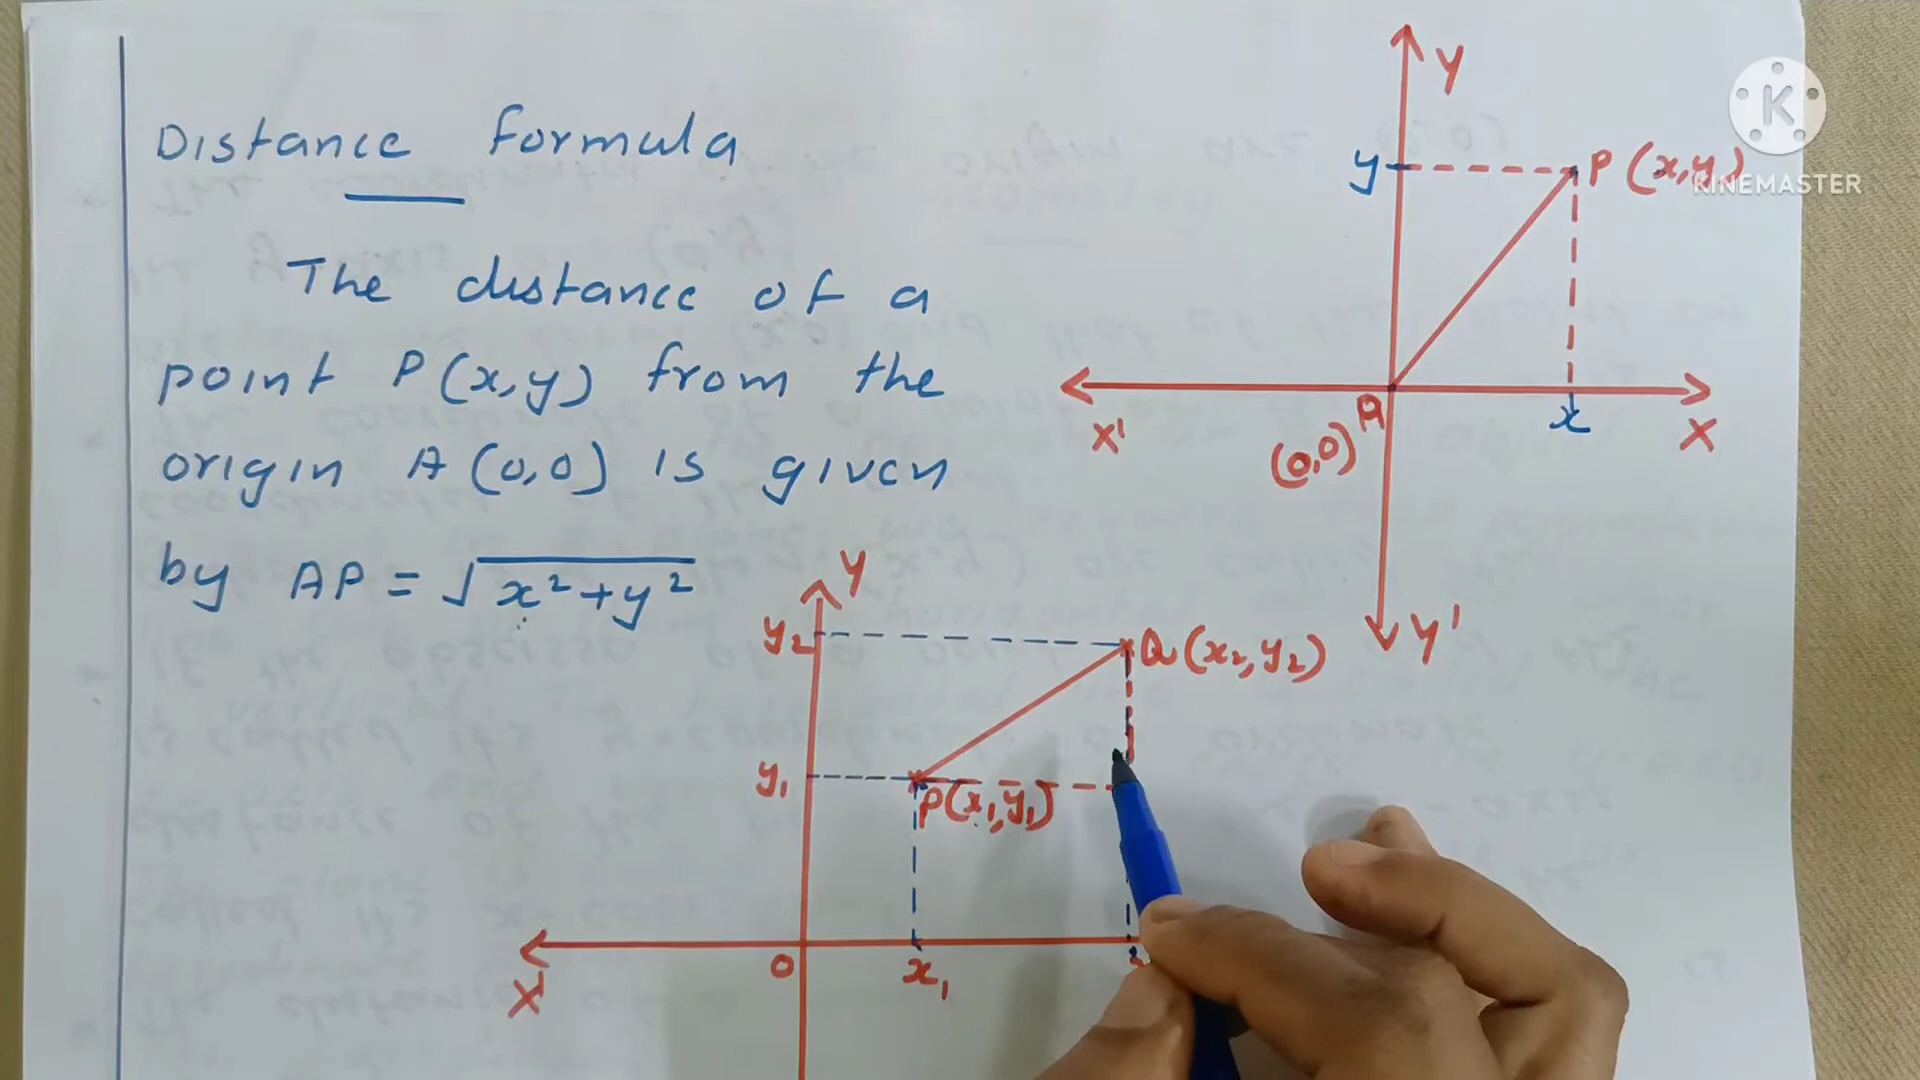 Distance formula
The distance of a
point P(x,y) from the
origin A(0,0) is given
by AP = √x²+y²
Y
y
P (x,y)
X'
A
(0,0)
x
X
Y'
Y
y₂
Q(x₂,y₂)
y₁
P(x₁,y₁)
X'
O
x₁
K
KINEMASTER